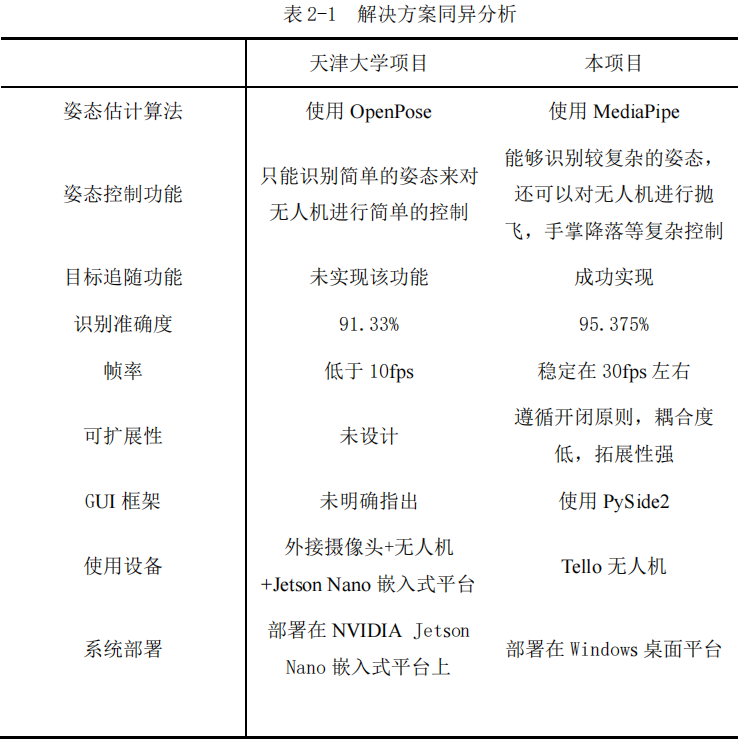 表 2-1 解决方案同异分析
天津大学项目 本项目
姿态估计算法 使用 OpenPose 使用 MediaPipe
姿态控制功能
只能识别简单的姿态来对
无人机进行简单的控制
能够识别较复杂的姿态，
还可以对无人机进行抛
飞，手掌降落等复杂控制
目标追随功能 未实现该功能 成功实现
识别准确度 91.33% 95.375%
帧率 低于 10fps 稳定在 30fps 左右
可扩展性 未设计
遵循开闭原则，耦合度
低，拓展性强
GUI 框架 未明确指出 使用 PySide2
使用设备
外接摄像头+无人机
+Jetson Nano 嵌入式平台
Tello 无人机
系统部署
部署在 NVIDIA Jetson
Nano 嵌入式平台上
部署在 Windows 桌面平台